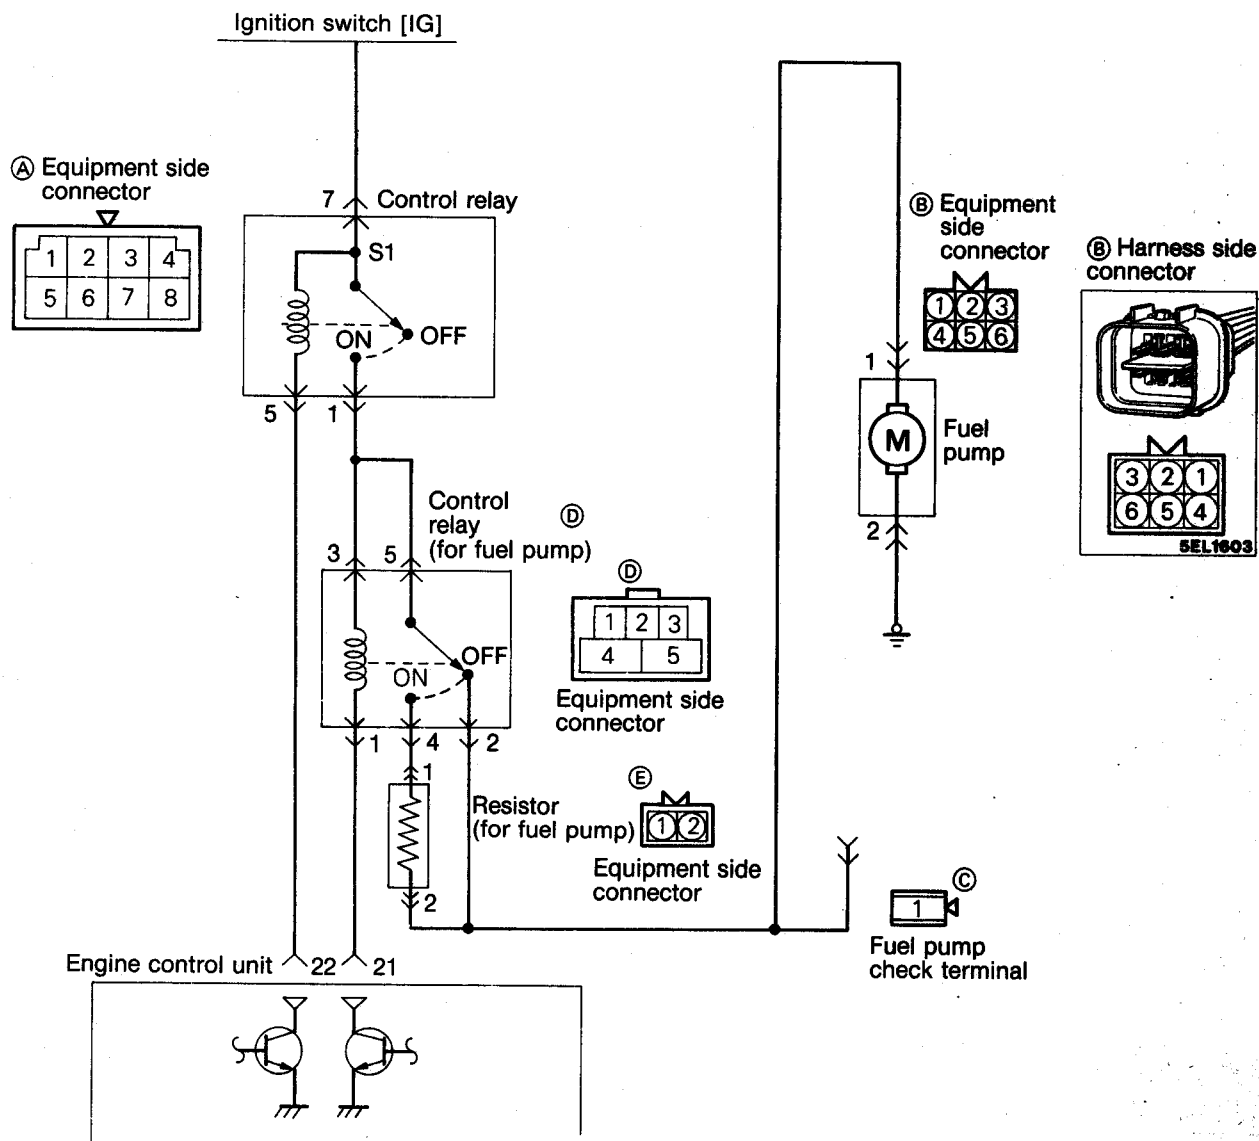 Ignition switch [IG]
Ⓐ Equipment side
connector
1 2 3 4
5 6 7 8
7
Control relay
S1
ON
OFF
5
1
Ⓑ Equipment
side
connector
1 2 3
4 5 6
Ⓑ Harness side
connector
3 2 1
6 5 4
5EL1603
1
M
Fuel
pump
2
Control
relay
(for fuel pump)
Ⓓ
3
5
OFF
ON
1
4
2
Ⓓ
1 2 3
4 5
Equipment side
connector
1
Resistor
(for fuel pump)
2
Ⓔ
1 2
Equipment side
connector
Ⓒ
1
Fuel pump
check terminal
Engine control unit
22
21